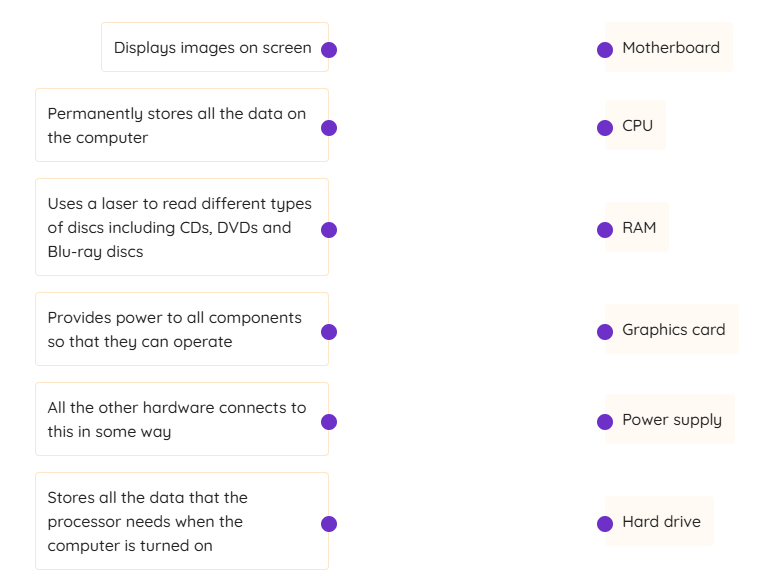 Displays images on screen
Motherboard
Permanently stores all the data on
the computer
CPU
Uses a laser to read different types
of discs including CDs, DVDs and
Blu-ray discs
RAM
Provides power to all components
so that they can operate
Graphics card
All the other hardware connects to
this in some way
Power supply
Stores all the data that the
processor needs when the
computer is turned on
Hard drive